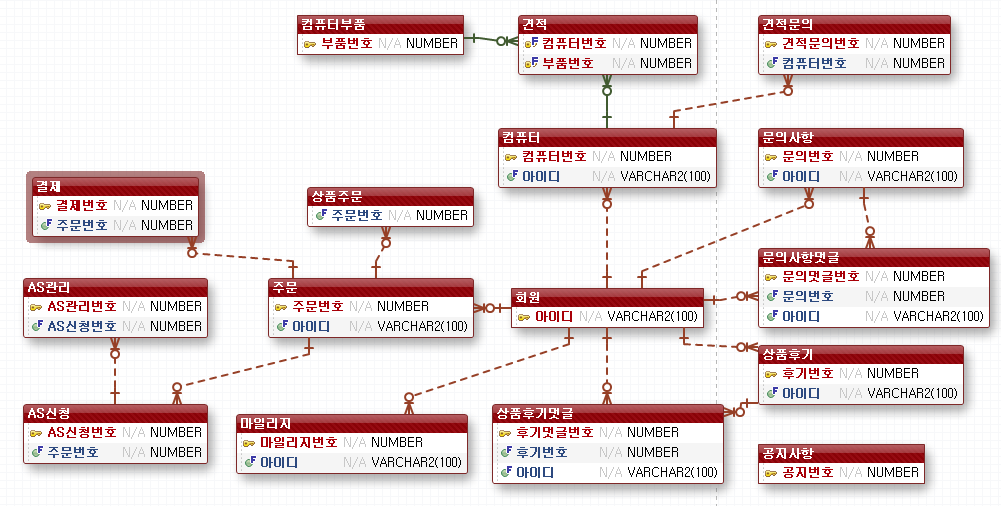 컴퓨터부품
부품번호 N/A NUMBER
견적
컴퓨터번호 N/A NUMBER
부품번호 N/A NUMBER
견적문의
견적문의번호 N/A NUMBER
컴퓨터번호 N/A NUMBER
컴퓨터
컴퓨터번호 N/A NUMBER
아이디 N/A VARCHAR2(100)
문의사항
문의번호 N/A NUMBER
아이디 N/A VARCHAR2(100)
결제
결제번호 N/A NUMBER
주문번호 N/A NUMBER
상품주문
주문번호 N/A NUMBER
문의사항댓글
문의댓글번호 N/A NUMBER
문의번호 N/A NUMBER
아이디 N/A VARCHAR2(100)
AS관리
AS관리번호 N/A NUMBER
AS신청번호 N/A NUMBER
주문
주문번호 N/A NUMBER
아이디 N/A VARCHAR2(100)
회원
아이디 N/A VARCHAR2(100)
상품후기
후기번호 N/A NUMBER
아이디 N/A VARCHAR2(100)
AS신청
AS신청번호 N/A NUMBER
주문번호 N/A NUMBER
마일리지
마일리지번호 N/A NUMBER
아이디 N/A VARCHAR2(100)
상품후기댓글
후기댓글번호 N/A NUMBER
후기번호 N/A NUMBER
아이디 N/A VARCHAR2(100)
공지사항
공지번호 N/A NUMBER